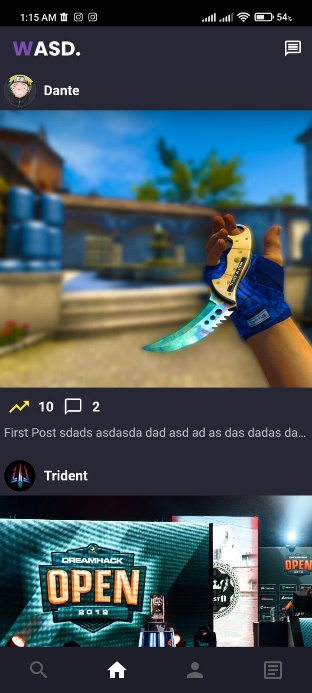 1:15 AM
54%
WASD.
Dante
10
2
First Post sdads asdasda dad asd ad as das dadas da...
Trident
DREAMHACK
OPEN
2019